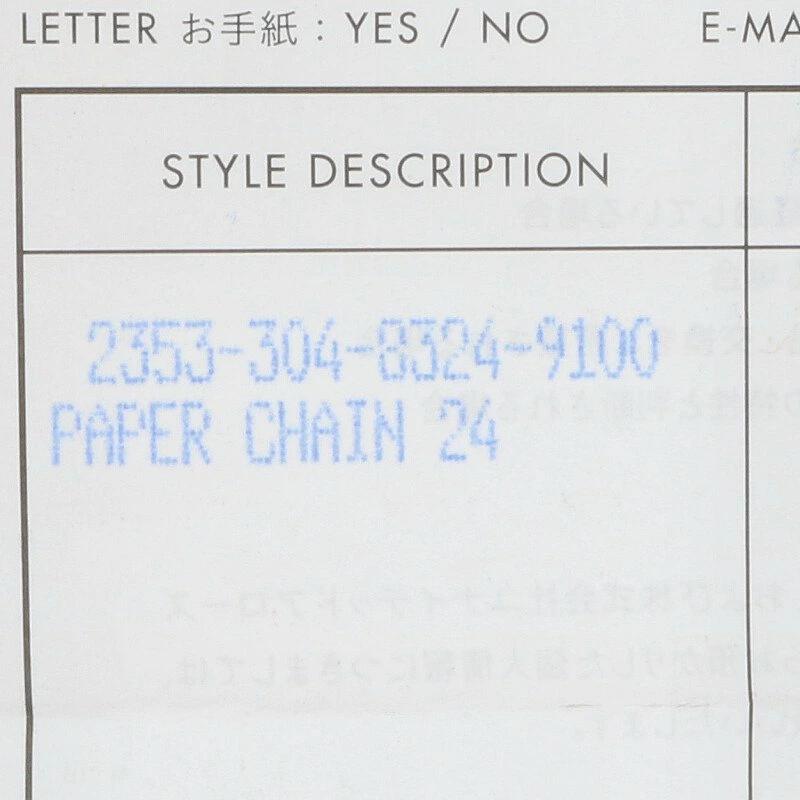 LETTER お手紙 : YES / NO E-MA
STYLE DESCRIPTION
2353-304-8324-9100
PAPER CHAIN 24